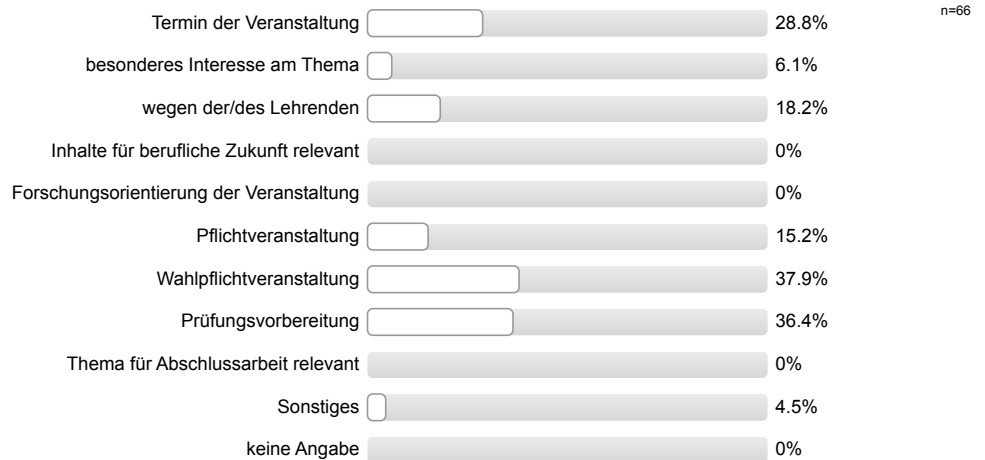 n=66
Termin der Veranstaltung 28.8%
besonderes Interesse am Thema 6.1%
wegen der/des Lehrenden 18.2%
Inhalte für berufliche Zukunft relevant 0%
Forschungsorientierung der Veranstaltung 0%
Pflichtveranstaltung 15.2%
Wahlpflichtveranstaltung 37.9%
Prüfungsvorbereitung 36.4%
Thema für Abschlussarbeit relevant 0%
Sonstiges 4.5%
keine Angabe 0%